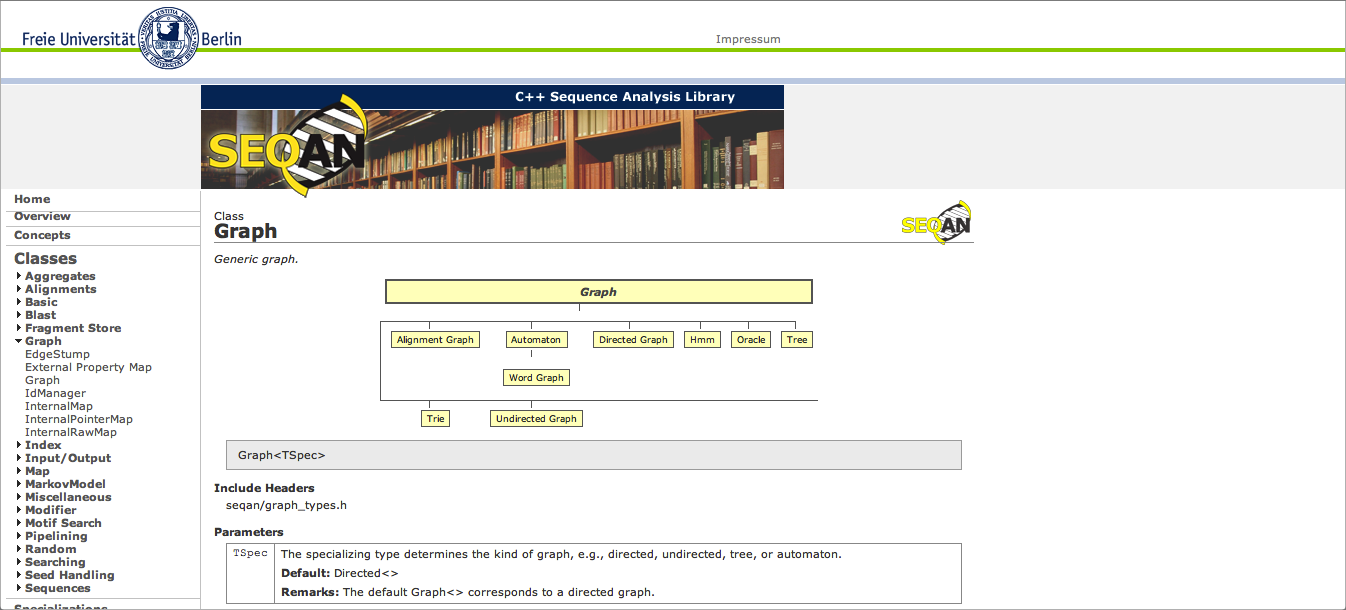 Freie Universität Berlin
Impressum
C++ Sequence Analysis Library
SEQAN
Home
Overview
Concepts
Classes
Aggregates
Alignments
Basic
Blast
Fragment Store
Graph
EdgeStump
External Property Map
Graph
IdManager
InternalMap
InternalPointerMap
InternalRawMap
Index
Input/Output
Map
MarkovModel
Miscellaneous
Modifier
Motif Search
Pipelining
Random
Searching
Seed Handling
Sequences
Specializations
Class
Graph
SEQAN
Generic graph.
Graph
Alignment Graph Automaton Directed Graph Hmm Oracle Tree
Word Graph
Trie Undirected Graph
Graph<TSpec>
Include Headers
seqan/graph_types.h
Parameters
TSpec The specializing type determines the kind of graph, e.g., directed, undirected, tree, or automaton.
Default: Directed<>
Remarks: The default Graph<> corresponds to a directed graph.